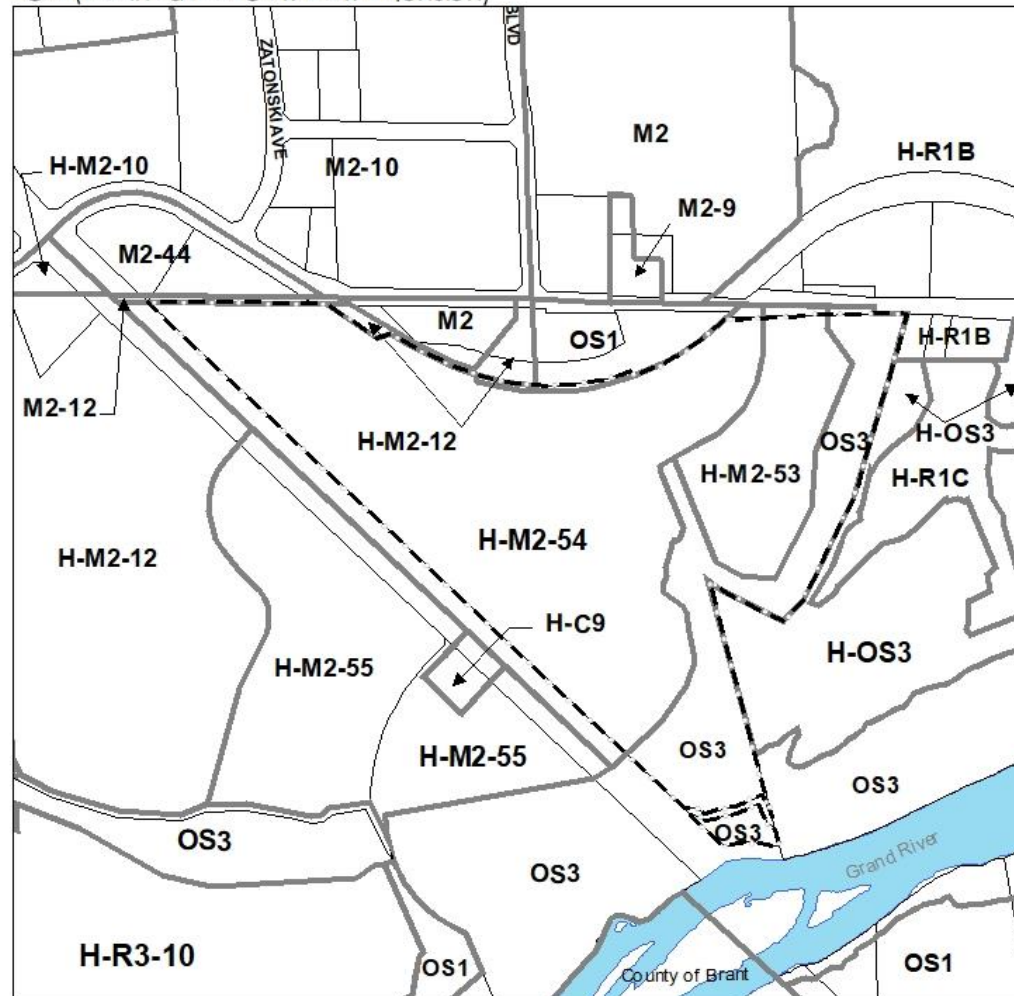 BLVD
ZATONSKI AVE
M2
H-R1B
H-M2-10
M2-10
M2-9
M2-44
M2
OS1
H-R1B
M2-12
H-M2-12
OS3
H-OS3
H-M2-53
H-R1C
H-M2-54
H-M2-12
H-C9
H-OS3
H-M2-55
OS3
H-M2-55
OS3
OS3
OS3
Grand River
OS3
H-R3-10
OS1
County of Brant
OS1